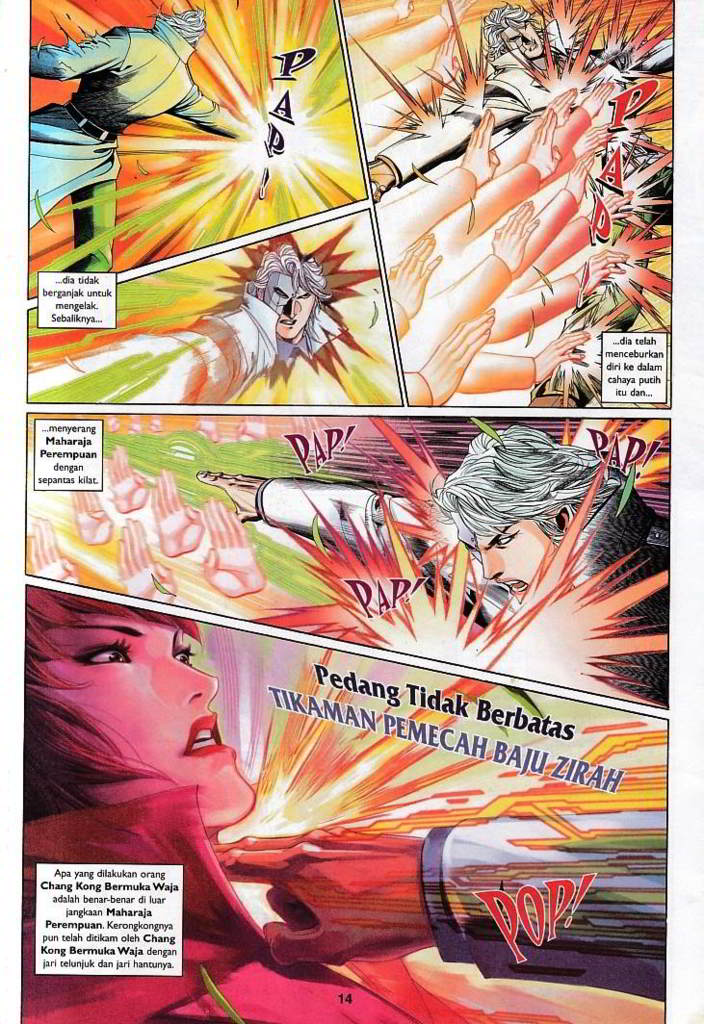 PAP!
...dia tidak
berganjak untuk
mengelak.
Sebaliknya...
PAP!
...dia telah
menceburkan
diri ke dalam
cahaya putih
itu dan...
...menyerang
Maharaja
Perempuan
dengan
sepantas kilat.
PAP!
PAP!
PAP!
Pedang Tidak Berbatas
TIKAMAN PEMECAH BAJU ZIRAH
Apa yang dilakukan orang
Chang Kong Bermuka Waja
adalah benar-benar di luar
jangkaan Maharaja
Perempuan. Kerongkongnya
pun telah ditikam oleh Chang
Kong Bermuka Waja dengan
jari telunjuk dan jari hantunya.
POP!
14